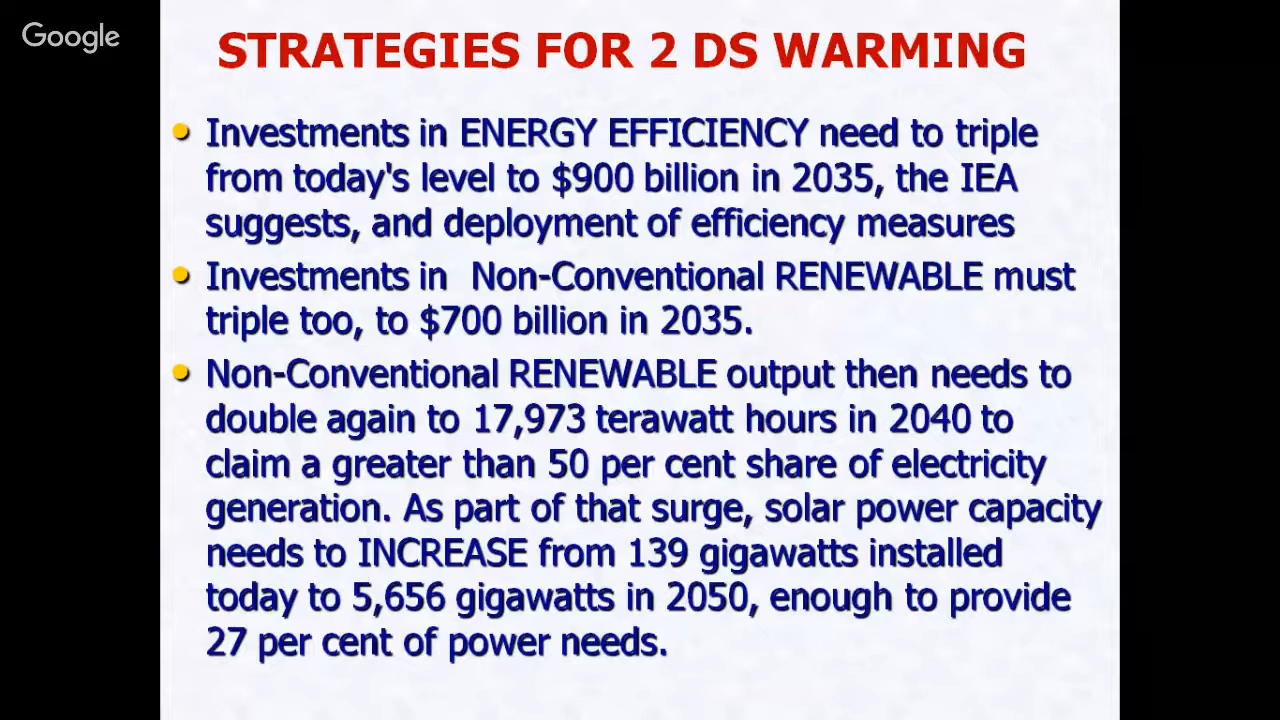 Google
STRATEGIES FOR 2 DS WARMING
• Investments in ENERGY EFFICIENCY need to triple
from today's level to $900 billion in 2035, the IEA
suggests, and deployment of efficiency measures
• Investments in Non-Conventional RENEWABLE must
triple too, to $700 billion in 2035.
• Non-Conventional RENEWABLE output then needs to
double again to 17,973 terawatt hours in 2040 to
claim a greater than 50 per cent share of electricity
generation. As part of that surge, solar power capacity
needs to INCREASE from 139 gigawatts installed
today to 5,656 gigawatts in 2050, enough to provide
27 per cent of power needs.